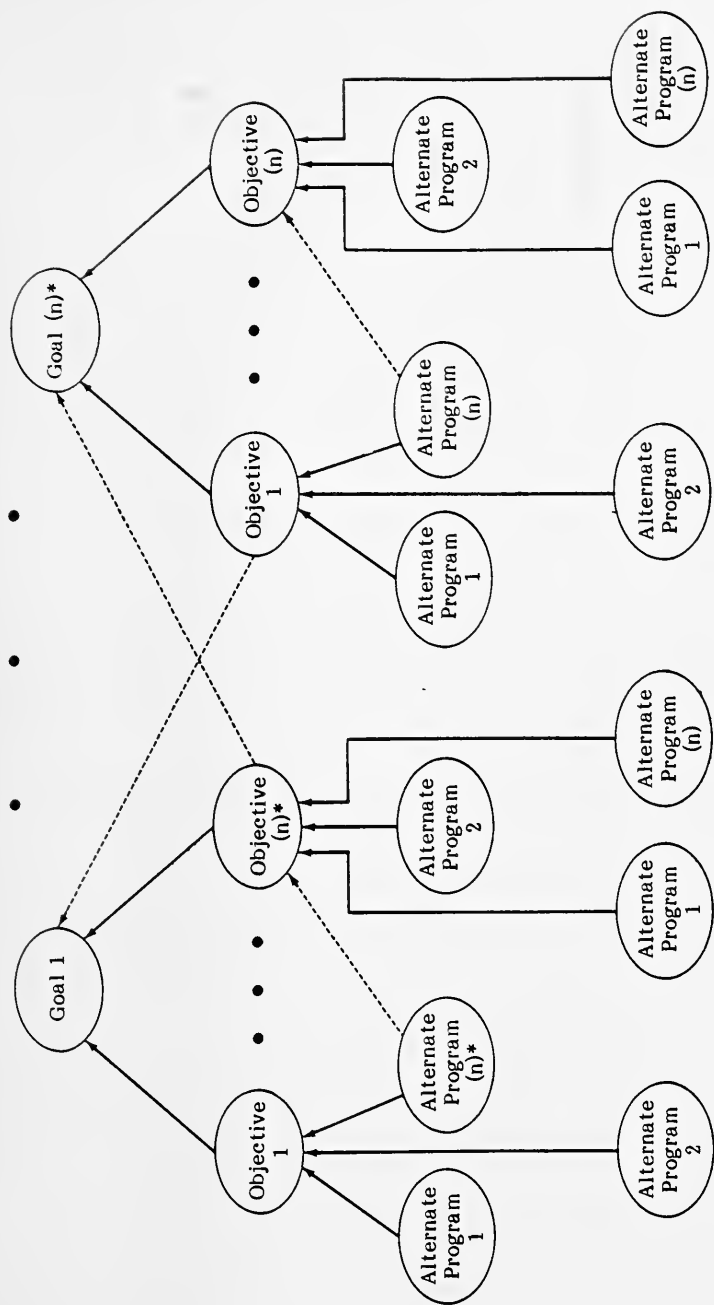 Goal 1
Goal (n)*
Objective
1
Objective
(n)*
Objective
1
Objective
(n)
Alternate
Program
1
Alternate
Program
(n)*
Alternate
Program
2
Alternate
Program
1
Alternate
Program
(n)
Alternate
Program
2
Alternate
Program
2
Alternate
Program
1
Alternate
Program
(n)
Alternate
Program
2
Alternate
Program
1
Alternate
Program
(n)